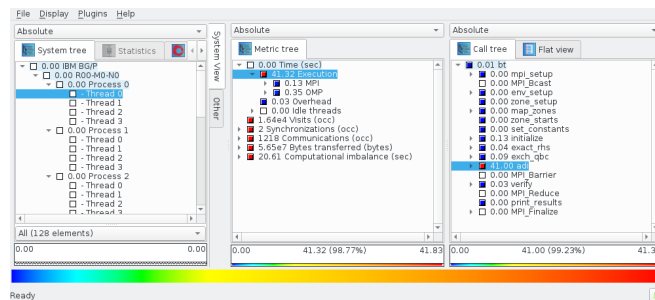 File Display Plugins Help
Absolute
System tree
Statistics
0.00 IBM BG/P
0.00 R00-M0-N0
0.00 Process 0
- Thread 0
- Thread 1
- Thread 2
- Thread 3
0.00 Process 1
- Thread 0
- Thread 1
- Thread 2
- Thread 3
0.00 Process 2
- Thread 0
- Thread 1
- Thread 2
- Thread 3
All (128 elements)
0.00 0.00
System View
Other
Absolute
Metric tree
0.00 Time (sec)
41.32 Execution
0.13 MPI
0.35 OMP
0.03 Overhead
0.00 Idle threads
1.64e4 Visits (occ)
2 Synchronizations (occ)
1218 Communications (occ)
5.65e7 Bytes transferred (bytes)
20.61 Computational imbalance (sec)
0.00 41.32 (98.77%) 41.83
Absolute
Call tree
Flat view
0.01 bt
0.00 mpi_setup
0.00 MPI_Bcast
0.00 env_setup
0.00 zone_setup
0.00 map_zones
0.00 zone_starts
0.00 set_constants
0.13 initialize
0.04 exact_rhs
0.09 exch_qbc
41.00 adi
0.00 MPI_Barrier
0.03 verify
0.00 MPI_Reduce
0.00 print_results
0.00 MPI_Finalize
0.00 41.00 (99.23%) 41.3
Ready